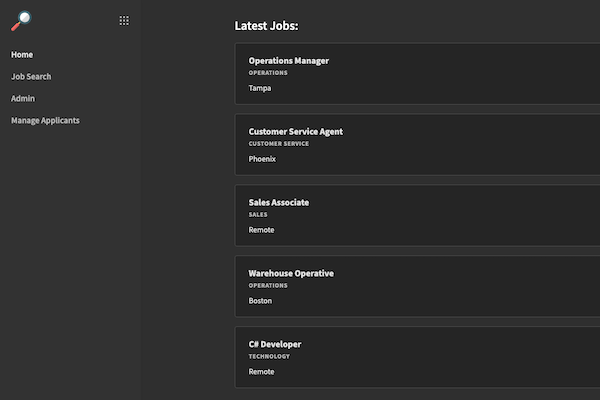 Home
Job Search
Admin
Manage Applicants
Latest Jobs:
Operations Manager
OPERATIONS
Tampa
Customer Service Agent
CUSTOMER SERVICE
Phoenix
Sales Associate
SALES
Remote
Warehouse Operative
OPERATIONS
Boston
C# Developer
TECHNOLOGY
Remote